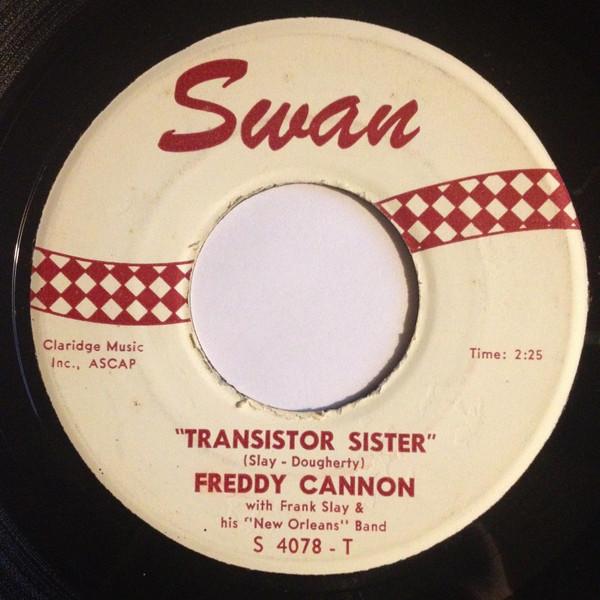 Swan
Claridge Music
Inc., ASCAP
Time: 2:25
"TRANSISTOR SISTER"
(Slay - Dougherty)
FREDDY CANNON
with Frank Slay &
his "New Orleans" Band
S 4078 - T